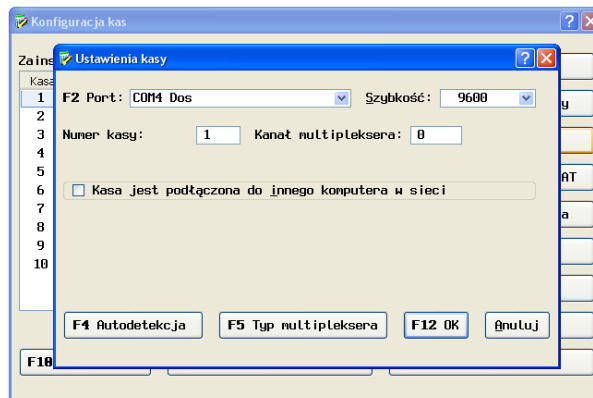 Konfiguracja kas
Zains
Ustawienia kasy
Kasa
F2 Port: COM4 Dos Szybkość: 9600
Numer kasy: 1 Kanał multipleksera: 0
Kasa jest podłączona do innego komputera w sieci
1
2
3
4
5
6
7
8
9
10
y
AT
a
F4 Autodetekcja F5 Typ multipleksera F12 OK Anuluj
F10